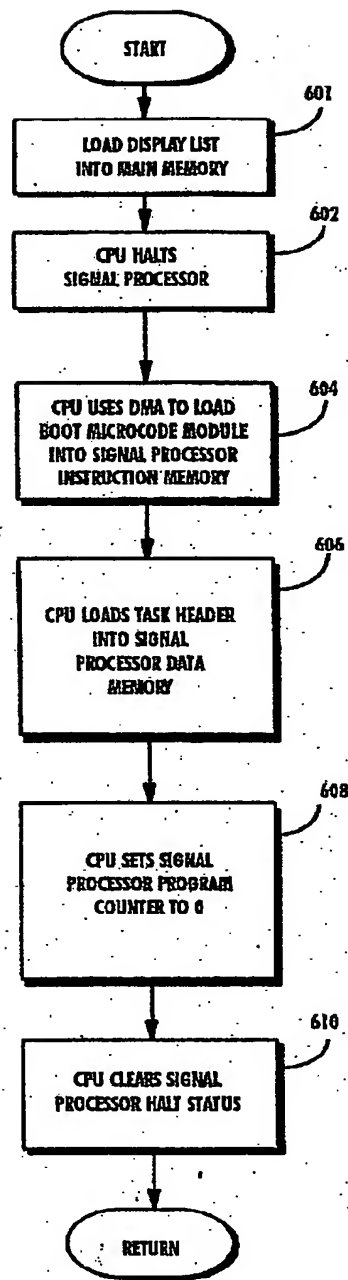 START
601
LOAD DISPLAY LIST
INTO MAIN MEMORY
602
CPU HALTS
SIGNAL PROCESSOR
604
CPU USES DMA TO LOAD
BOOT MICROCODE MODULE
INTO SIGNAL PROCESSOR
INSTRUCTION MEMORY
606
CPU LOADS TASK HEADER
INTO SIGNAL
PROCESSOR DATA
MEMORY
608
CPU SETS SIGNAL
PROCESSOR PROGRAM
COUNTER TO 0
610
CPU CLEARS SIGNAL
PROCESSOR HALT STATUS
RETURN